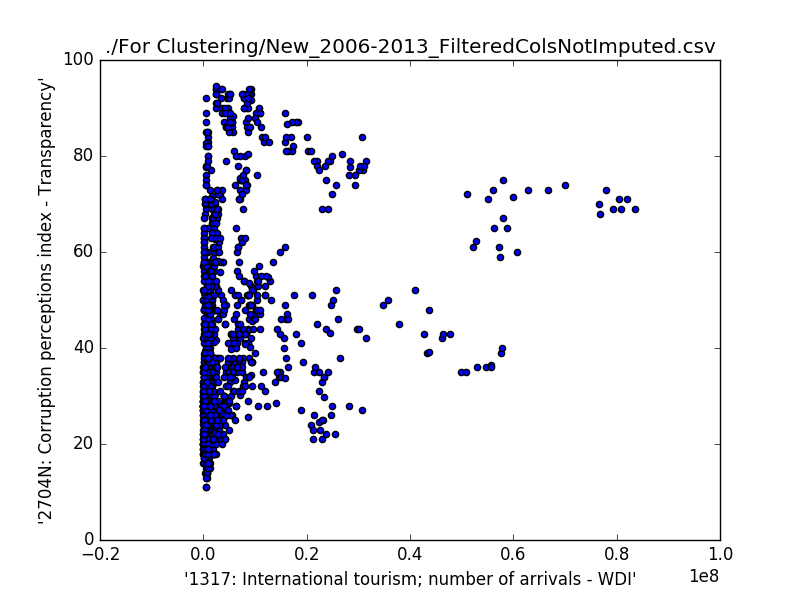 ./For Clustering/New_2006-2013_FilteredColsNotImputed.csv
100
80
60
40
20
0
'2704N: Corruption perceptions index - Transparency'
−0.2 0.0 0.2 0.4 0.6 0.8 1.0
1e8
'1317: International tourism; number of arrivals - WDI'